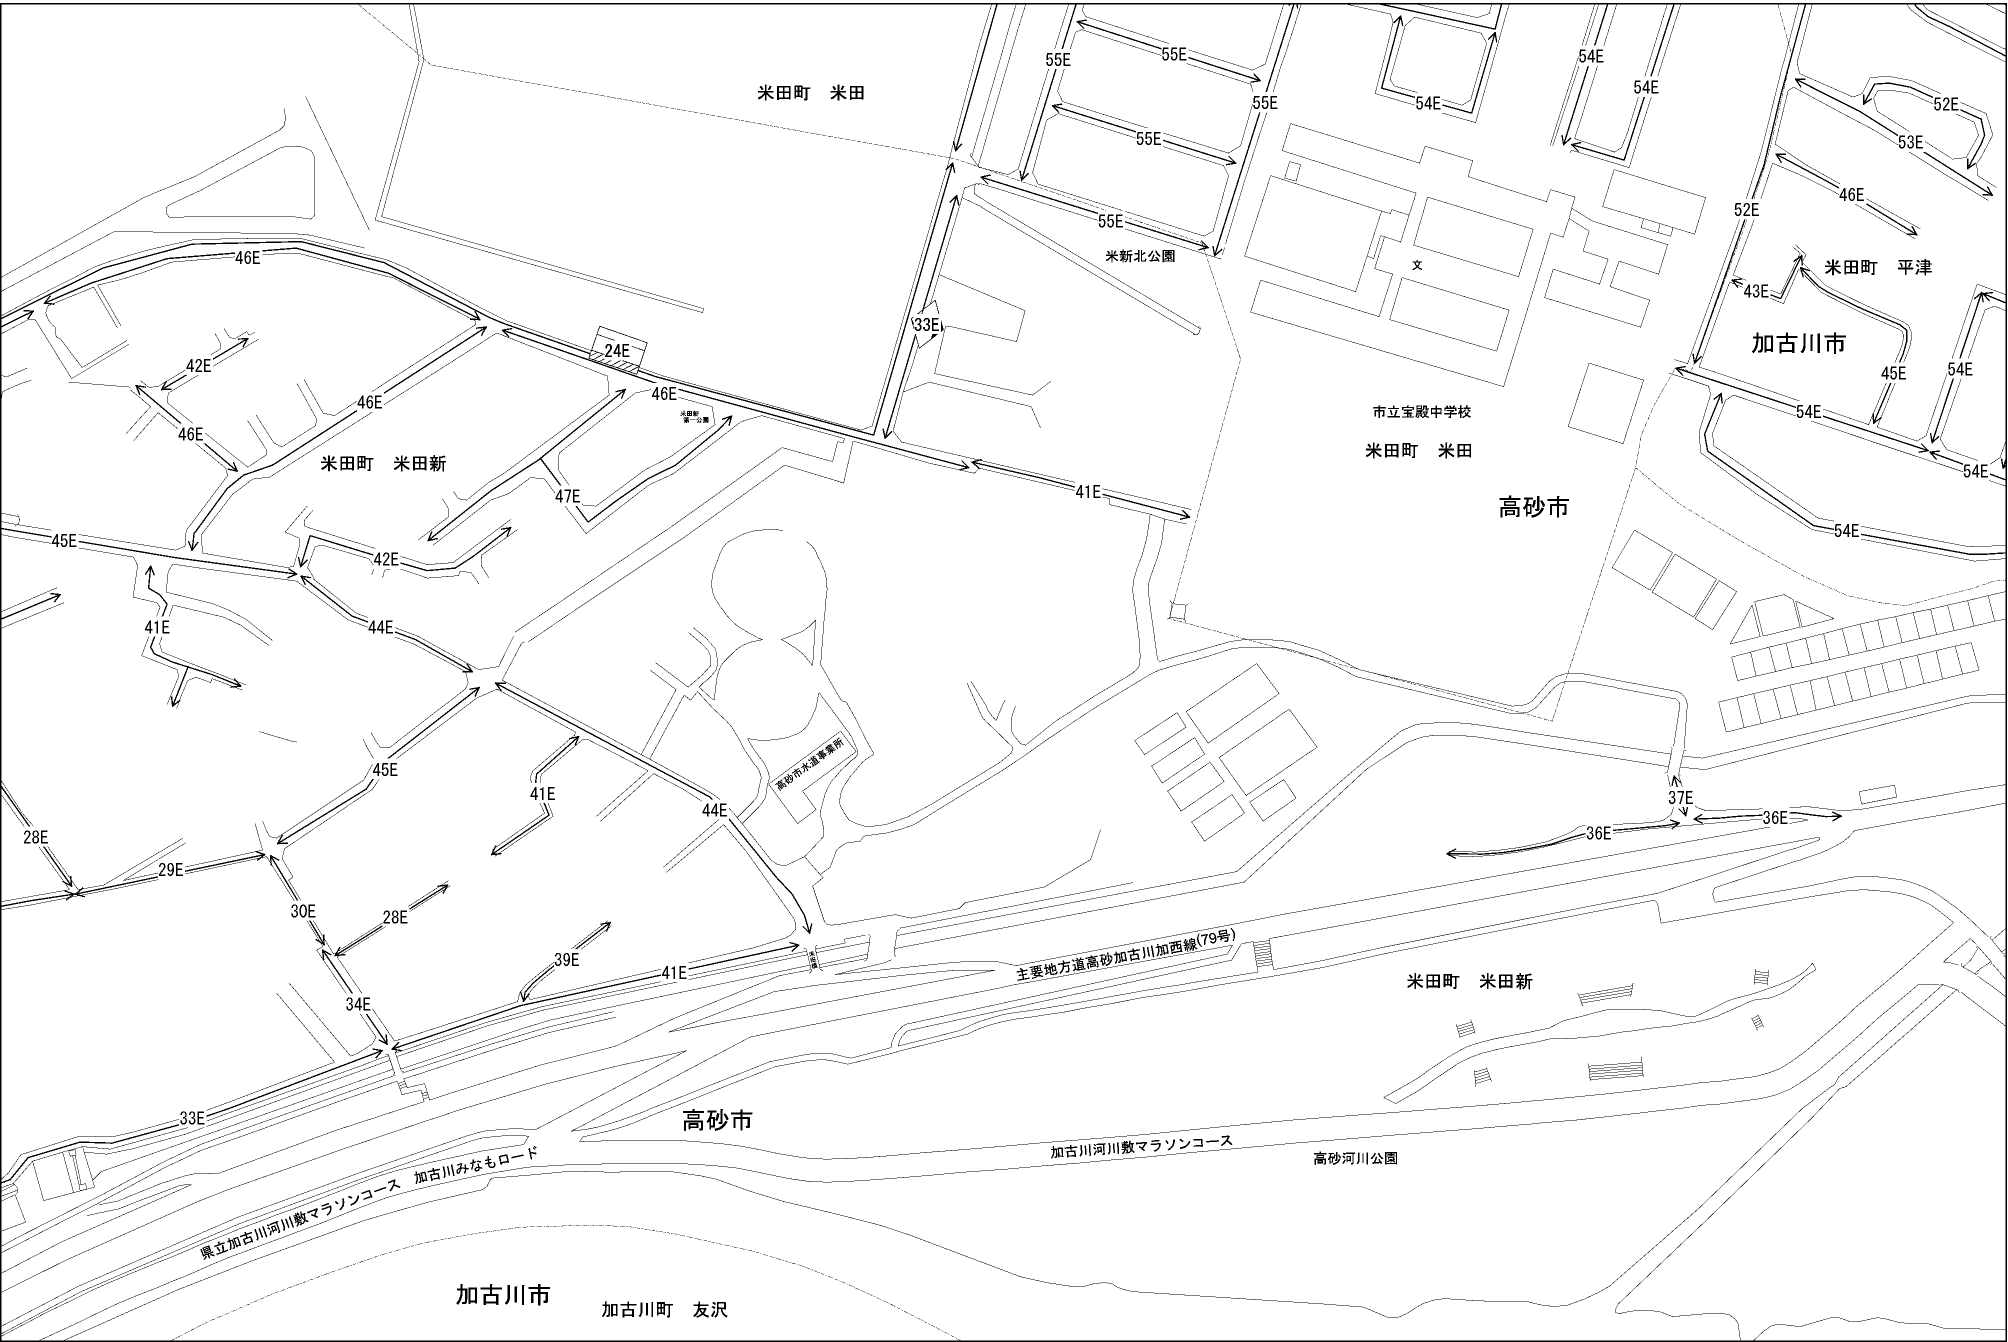 55E
55E
54E
54E
55E
54E
54E
52E
米田町　米田
55E
53E
46E
52E
55E
米新北公園
文
46E
43E
米田町　平津
33E
加古川市
24E
42E
46E
46E
45E
54E
54E
市立宝殿中学校
米田町　米田
米田新
第一公園
46E
米田町　米田新
54E
47E
41E
高砂市
54E
45E
42E
41E
44E
45E
高砂市水道事業所
41E
44E
37E
36E
36E
28E
29E
30E
28E
39E
41E
主要地方道高砂加古川加西線(79号)
米田町　米田新
34E
33E
高砂市
加古川河川敷マラソンコース
高砂河川公園
県立加古川河川敷マラソンコース　加古川みなもロード
加古川市
加古川町　友沢